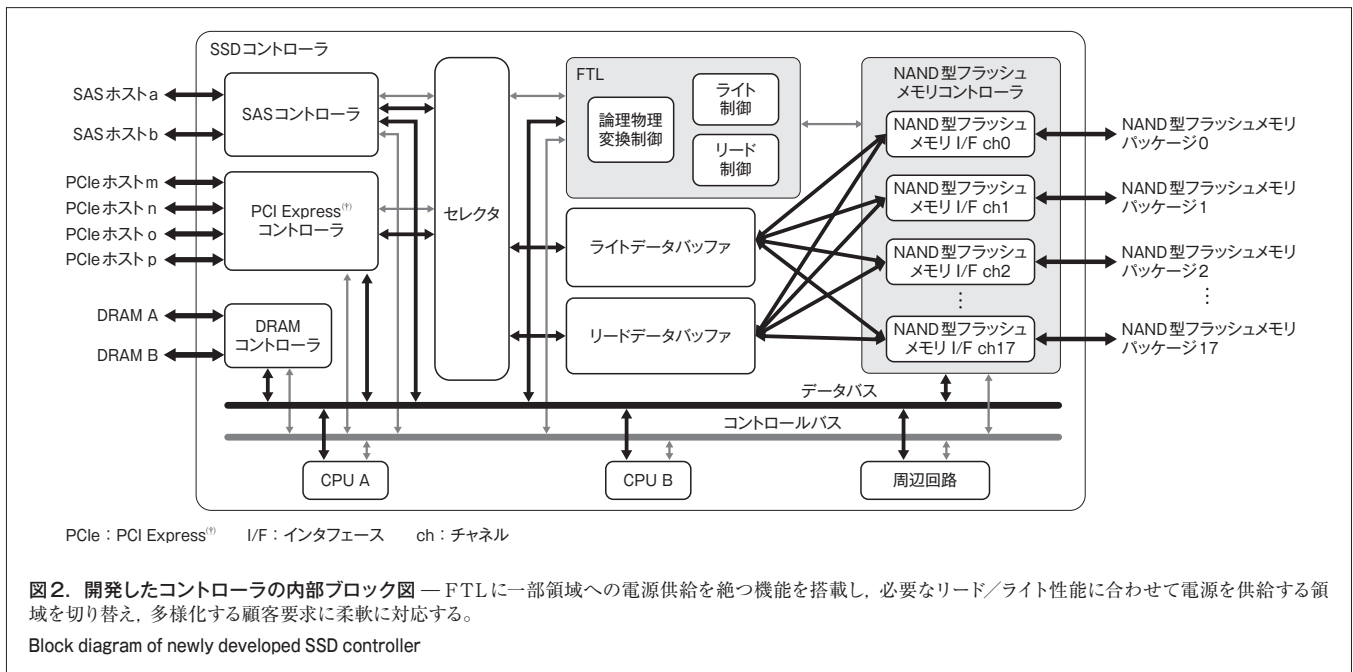 SSDコントローラ
SASホストa
SASホストb
SASコントローラ
PCIeホストm
PCIeホストn
PCIeホストo
PCIeホストp
PCI Express(†)
コントローラ
DRAM A
DRAM B
DRAM
コントローラ
セレクタ
FTL
論理物理
変換制御
ライト
制御
リード
制御
ライトデータバッファ
リードデータバッファ
NAND型フラッシュ
メモリコントローラ
NAND型フラッシュ
メモリ I/F ch0
NAND型フラッシュ
メモリ I/F ch1
NAND型フラッシュ
メモリ I/F ch2
⋮
NAND型フラッシュ
メモリ I/F ch17
NAND型フラッシュメモリ
パッケージ0
NAND型フラッシュメモリ
パッケージ1
NAND型フラッシュメモリ
パッケージ2
⋮
NAND型フラッシュメモリ
パッケージ17
データバス
コントロールバス
CPU A
CPU B
周辺回路
PCIe：PCI Express(†) I/F：インタフェース ch：チャネル
図2．開発したコントローラの内部ブロック図 — FTLに一部領域への電源供給を絶つ機能を搭載し，必要なリード／ライト性能に合わせて電源を供給する領
域を切り替え，多様化する顧客要求に柔軟に対応する。
Block diagram of newly developed SSD controller